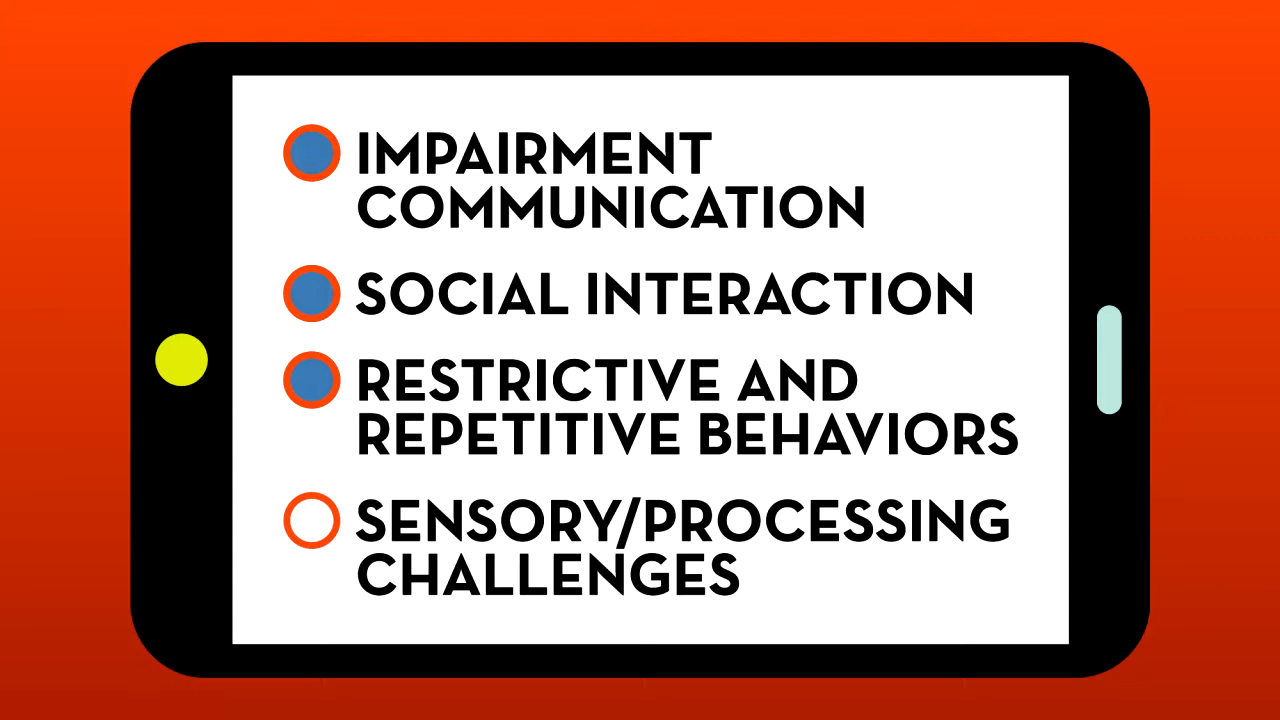 IMPAIRMENT
COMMUNICATION
SOCIAL INTERACTION
RESTRICTIVE AND
REPETITIVE BEHAVIORS
SENSORY/PROCESSING
CHALLENGES